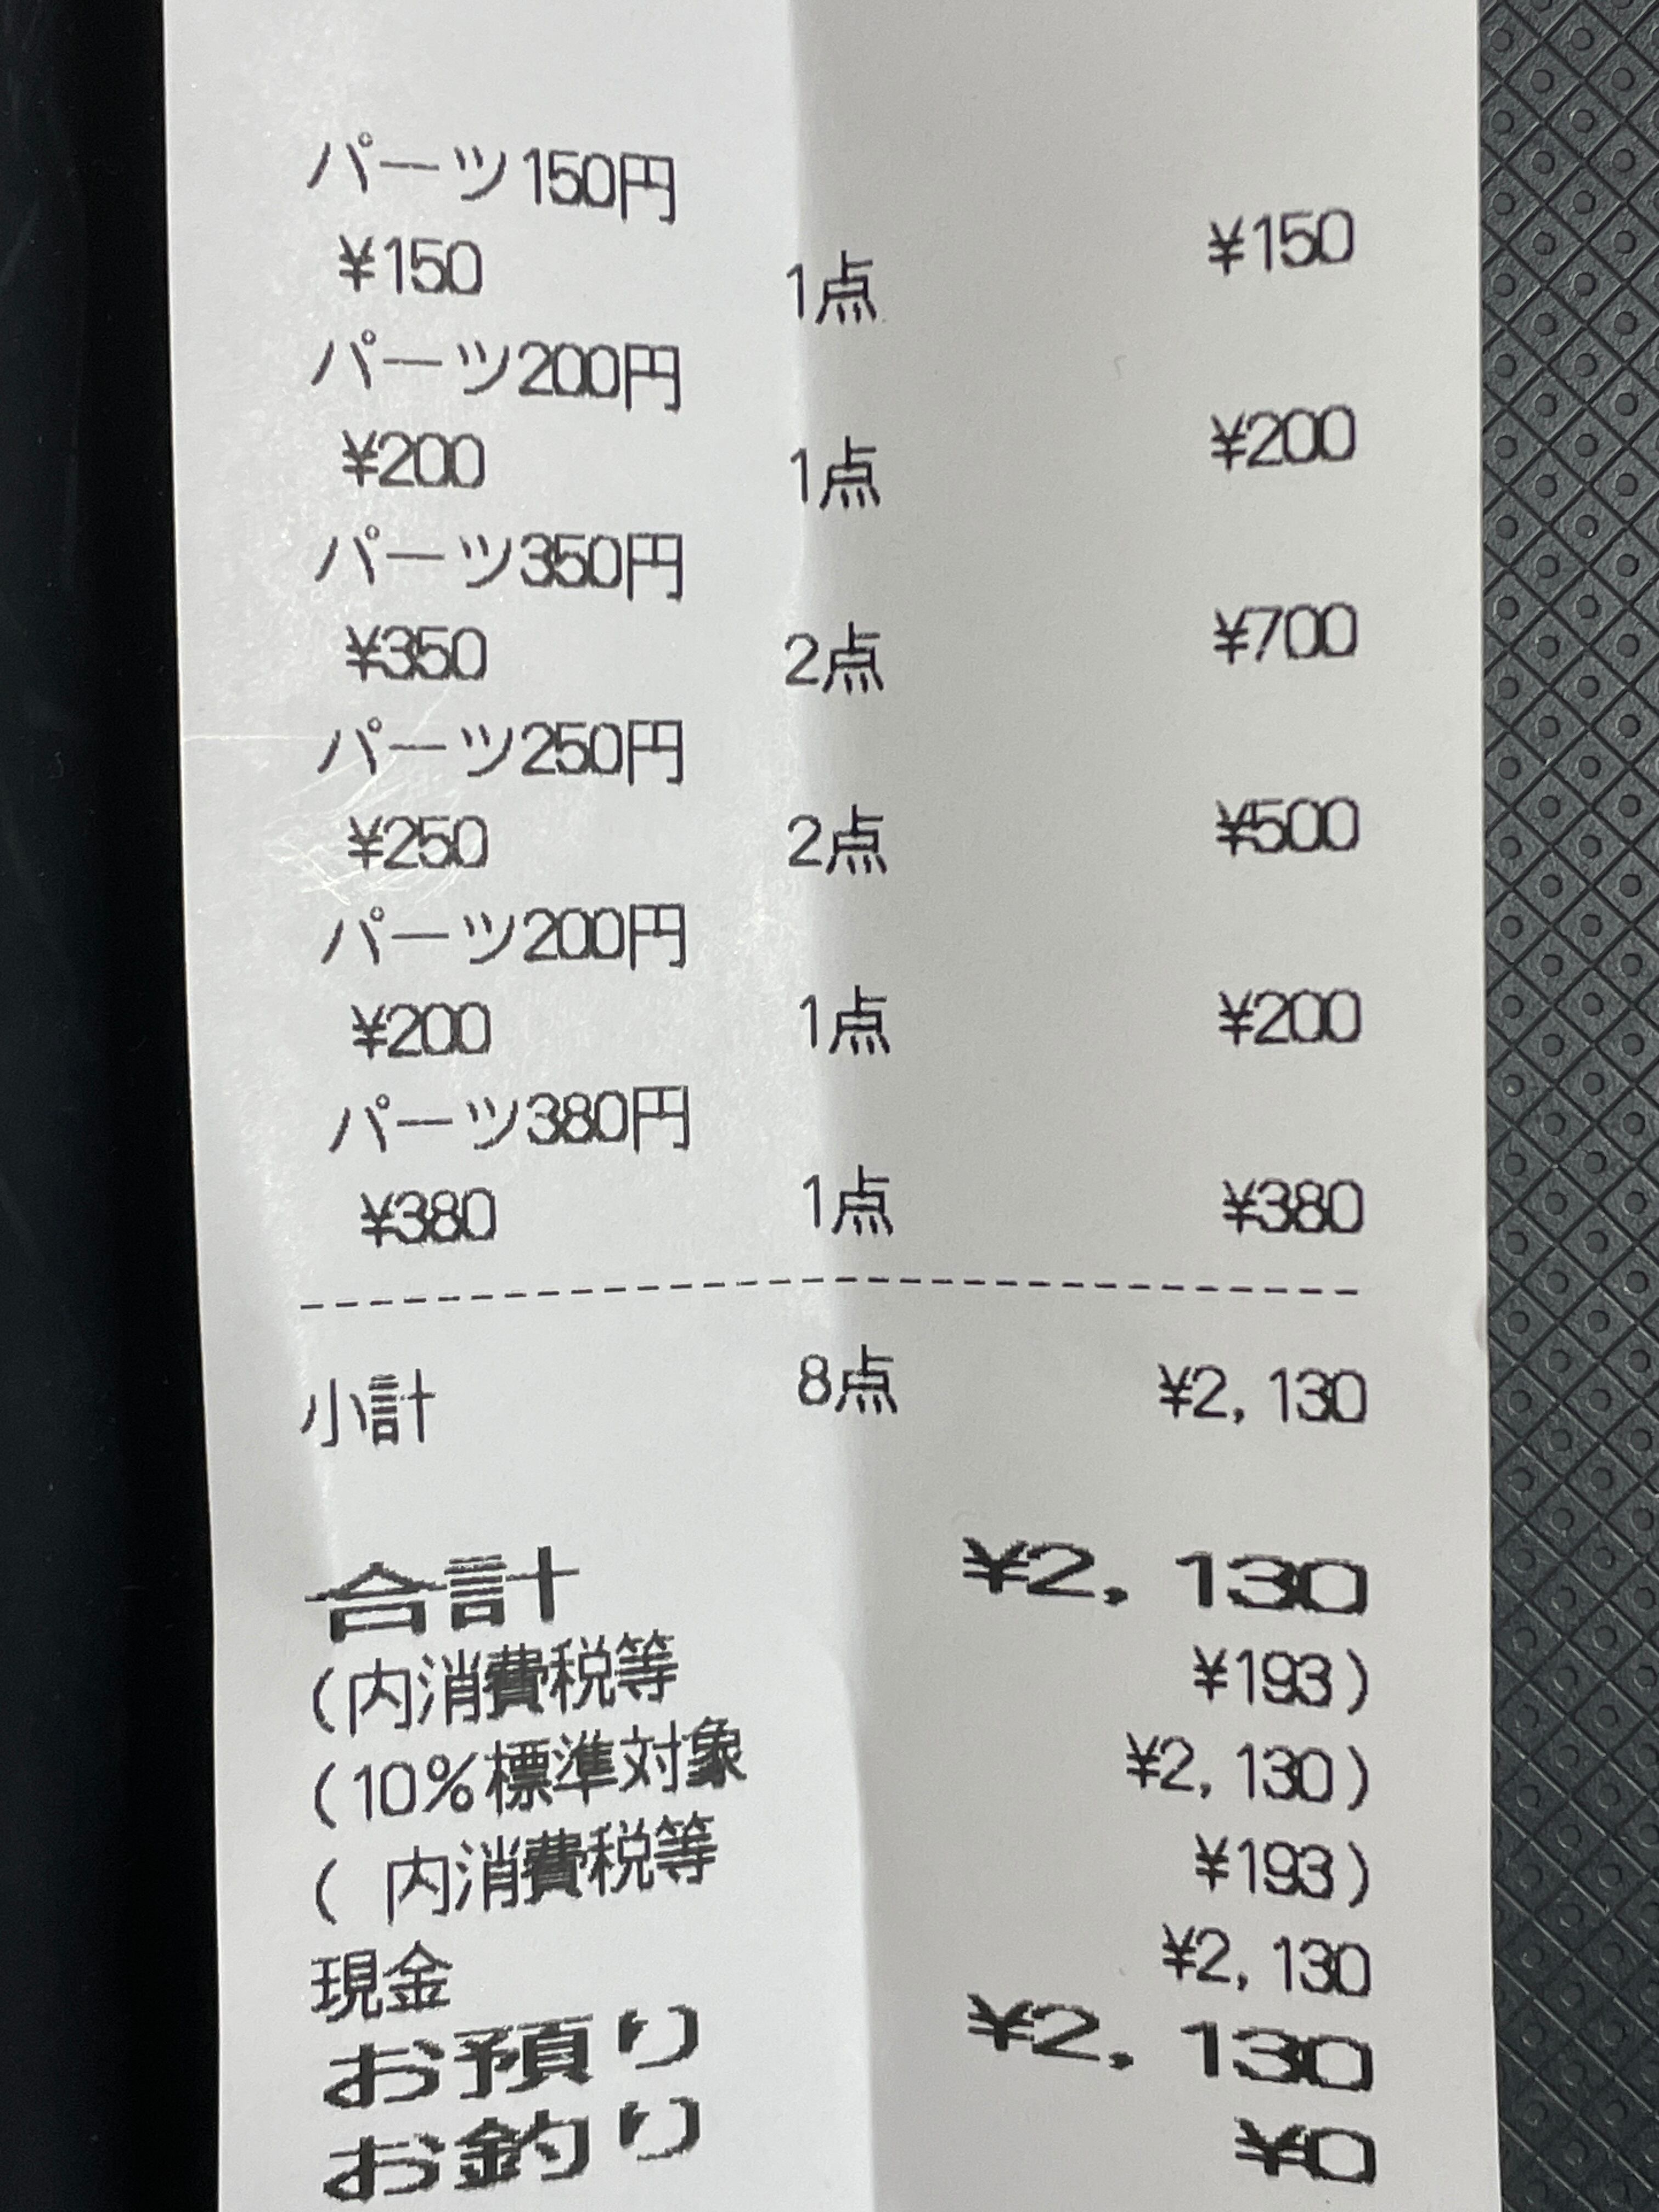 パーツ150円
¥150 1点 ¥150
パーツ200円
¥200 1点 ¥200
パーツ350円
¥350 2点 ¥700
パーツ250円
¥250 2点 ¥500
パーツ200円
¥200 1点 ¥200
パーツ380円
¥380 1点 ¥380
小計 8点 ¥2,130
合計 ¥2,130
(内消費税等 ¥193)
(10%標準対象 ¥2,130)
( 内消費税等 ¥193)
現金 ¥2,130
お預り ¥2,130
お釣り ¥0